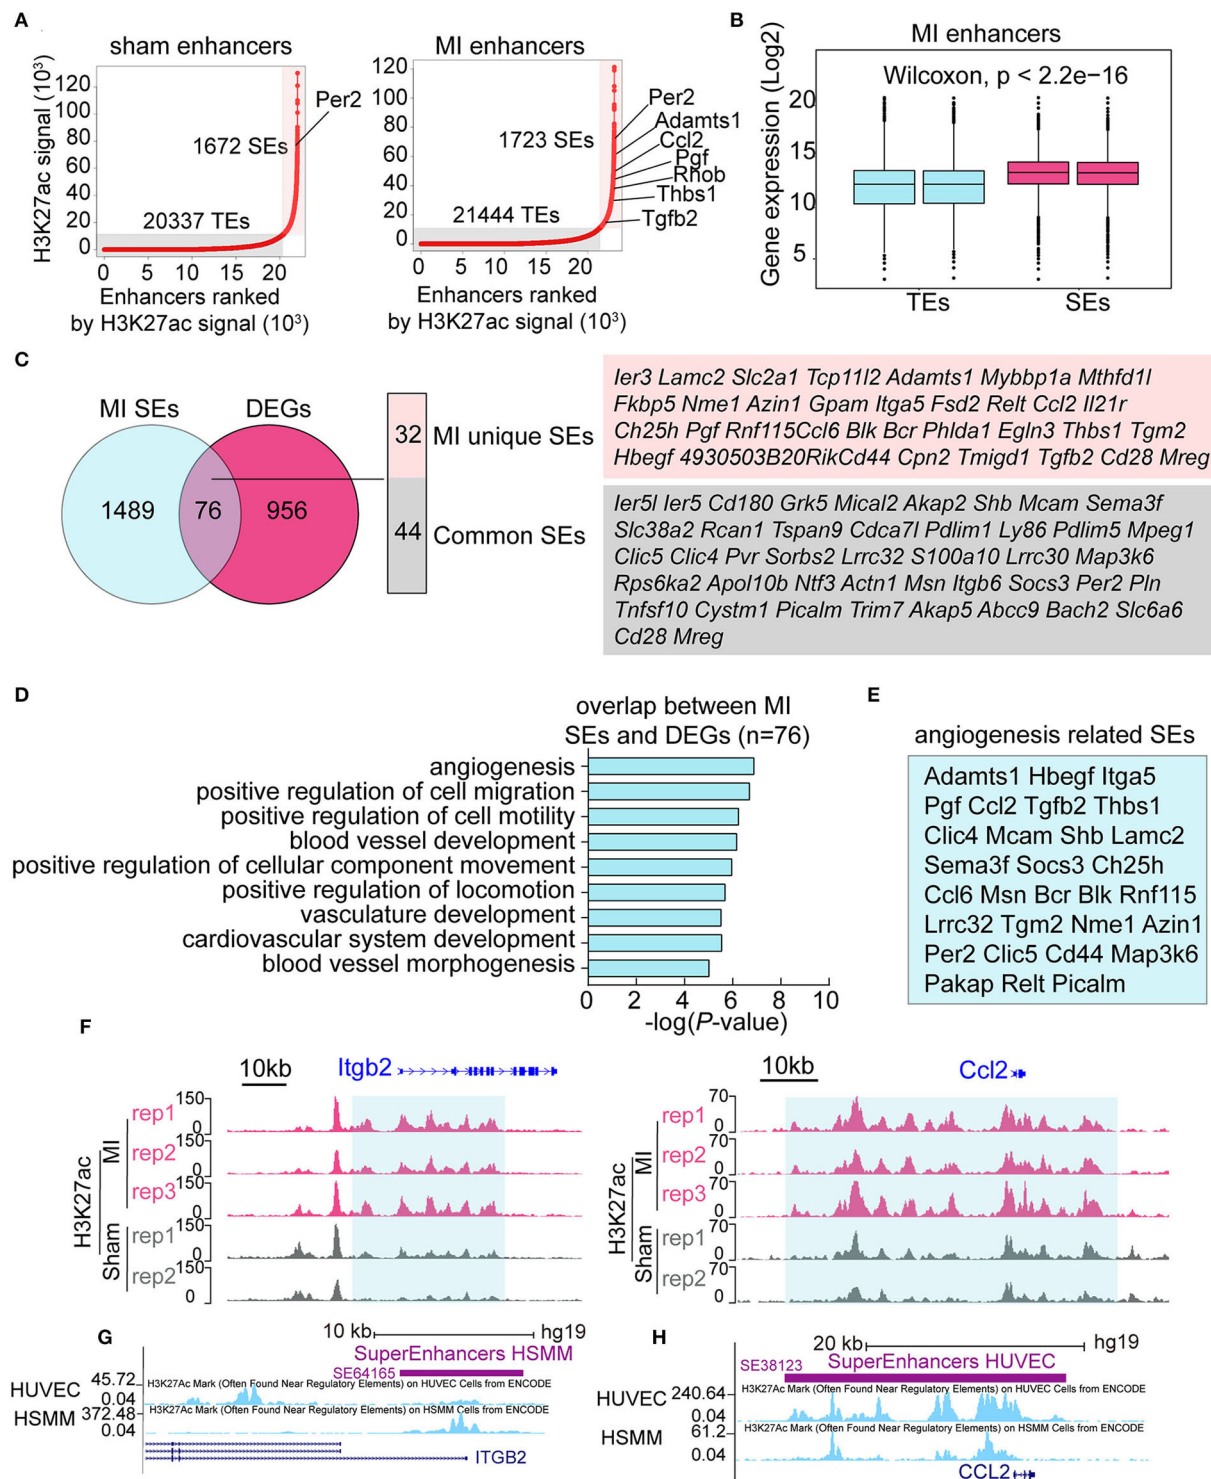 A
sham enhancers
H3K27ac signal (10³)
120
100
80
60
40
20
0
Per2
1672 SEs
20337 TEs
0 5 10 15 20
Enhancers ranked
by H3K27ac signal (10³)
MI enhancers
120
100
80
60
40
20
0
Per2
Adamts1
Ccl2
Pgf
Rhob
Thbs1
Tgfb2
1723 SEs
21444 TEs
0 5 10 20
Enhancers ranked
by H3K27ac signal (10³)
B
MI enhancers
Wilcoxon, p < 2.2e−16
Gene expression (Log2)
20
15
10
5
TEs SEs
C
MI SEs DEGs
1489 76 956
32 MI unique SEs
44 Common SEs
Ier3 Lamc2 Slc2a1 Tcp11l2 Adamts1 Mybbp1a Mthfd1l
Fkbp5 Nme1 Azin1 Gpam Itga5 Fsd2 Relt Ccl2 Il21r
Ch25h Pgf Rnf115Ccl6 Blk Bcr Phlda1 Egln3 Thbs1 Tgm2
Hbegf 4930503B20RikCd44 Cpn2 Tmigd1 Tgfb2 Cd28 Mreg
Ier5l Ier5 Cd180 Grk5 Mical2 Akap2 Shb Mcam Sema3f
Slc38a2 Rcan1 Tspan9 Cdca7l Pdlim1 Ly86 Pdlim5 Mpeg1
Clic5 Clic4 Pvr Sorbs2 Lrrc32 S100a10 Lrrc30 Map3k6
Rps6ka2 Apol10b Ntf3 Actn1 Msn Itgb6 Socs3 Per2 Pln
Tnfsf10 Cystm1 Picalm Trim7 Akap5 Abcc9 Bach2 Slc6a6
Cd28 Mreg
D
overlap between MI
SEs and DEGs (n=76)
angiogenesis
positive regulation of cell migration
positive regulation of cell motility
blood vessel development
positive regulation of cellular component movement
positive regulation of locomotion
vasculature development
cardiovascular system development
blood vessel morphogenesis
0 2 4 6 8 10
-log(P-value)
E
angiogenesis related SEs
Adamts1 Hbegf Itga5
Pgf Ccl2 Tgfb2 Thbs1
Clic4 Mcam Shb Lamc2
Sema3f Socs3 Ch25h
Ccl6 Msn Bcr Blk Rnf115
Lrrc32 Tgm2 Nme1 Azin1
Per2 Clic5 Cd44 Map3k6
Pakap Relt Picalm
F
10kb
Itgb2
H3K27ac
MI
Sham
rep1 150 0
rep2 150 0
rep3 150 0
rep1 150 0
rep2 150 0
10kb
Ccl2
H3K27ac
MI
Sham
rep1 70 0
rep2 70 0
rep3 70 0
rep1 70 0
rep2 70 0
G
10 kb hg19
SuperEnhancers HSMM
SE64165
H3K27Ac Mark (Often Found Near Regulatory Elements) on HUVEC Cells from ENCODE
HUVEC 45.72 0.04
H3K27Ac Mark (Often Found Near Regulatory Elements) on HSMM Cells from ENCODE
HSMM 372.48 0.04
ITGB2
H
20 kb hg19
SE38123 SuperEnhancers HUVEC
H3K27Ac Mark (Often Found Near Regulatory Elements) on HUVEC Cells from ENCODE
HUVEC 240.64 0.04
H3K27Ac Mark (Often Found Near Regulatory Elements) on HSMM Cells from ENCODE
HSMM 61.2 0.04
CCL2